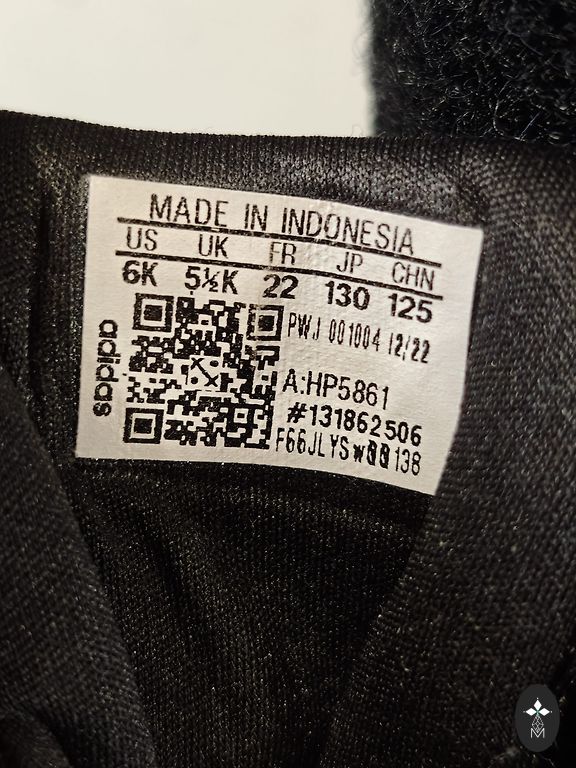 MADE IN INDONESIA
US UK FR JP CHN
6K 5½K 22 130 125
PWJ 001004 12/22
A:HP5861
#131862506
adidas
M